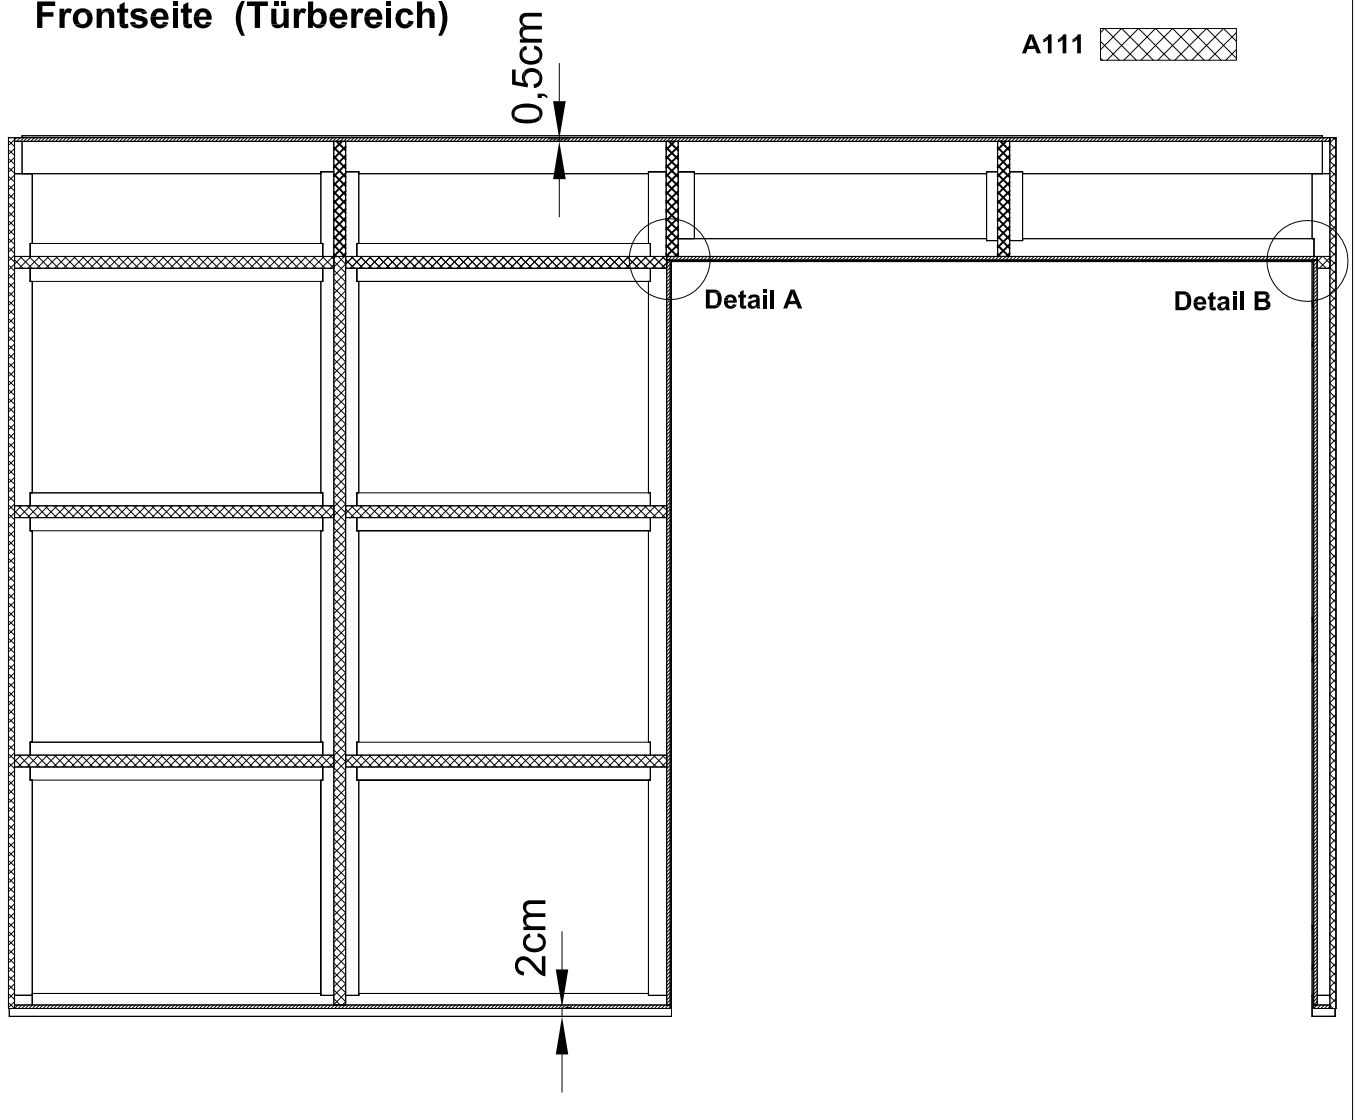 Frontseite (Türbereich)
0,5cm
A111
Detail A
Detail B
2cm